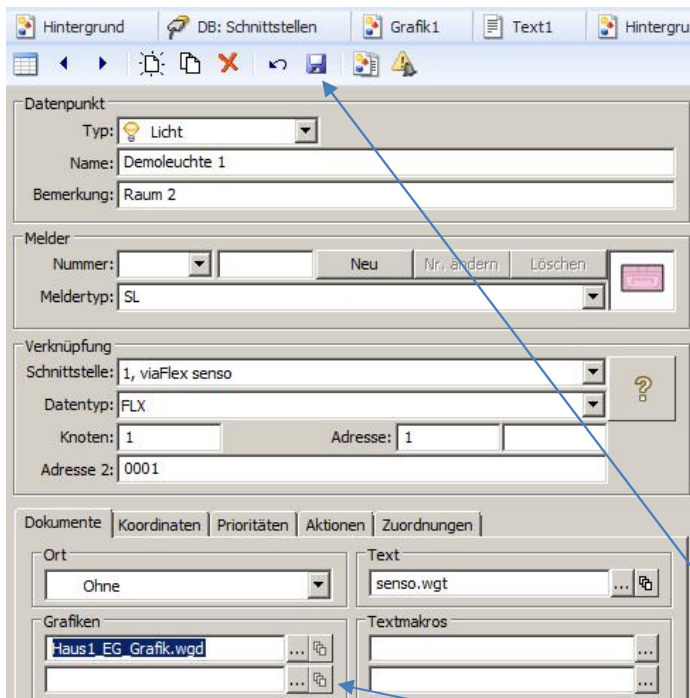 Hintergrund DB: Schnittstellen Grafik1 Text1 Hintergru
Datenpunkt
Typ: Licht
Name: Demoleuchte 1
Bemerkung: Raum 2
Melder
Nummer: Neu Nr. ändern Löschen
Meldertyp: SL
Verknüpfung
Schnittstelle: 1, viaFlex senso
?
Datentyp: FLX
Knoten: 1 Adresse: 1
Adresse 2: 0001
Dokumente Koordinaten Prioritäten Aktionen Zuordnungen
Ort Text
Ohne senso.wgt ...
Grafiken Textmakros
Haus1_EG_Grafik.wgd ... ...
... ...